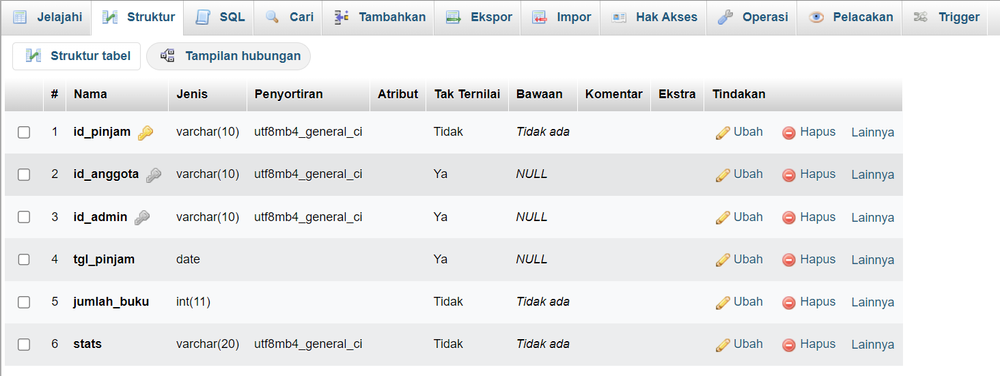 Jelajahi Struktur SQL Cari Tambahkan Ekspor Impor Hak Akses Operasi Pelacakan Trigger
Struktur tabel Tampilan hubungan
# Nama Jenis Penyortiran Atribut Tak Ternilai Bawaan Komentar Ekstra Tindakan
1 id_pinjam varchar(10) utf8mb4_general_ci Tidak Tidak ada Ubah Hapus Lainnya
2 id_anggota varchar(10) utf8mb4_general_ci Ya NULL Ubah Hapus Lainnya
3 id_admin varchar(10) utf8mb4_general_ci Ya NULL Ubah Hapus Lainnya
4 tgl_pinjam date Ya NULL Ubah Hapus Lainnya
5 jumlah_buku int(11) Tidak Tidak ada Ubah Hapus Lainnya
6 stats varchar(20) utf8mb4_general_ci Tidak Tidak ada Ubah Hapus Lainnya